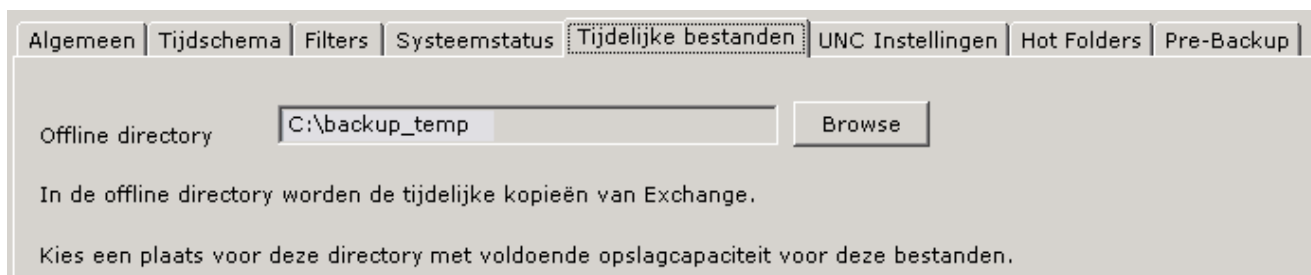 Algemeen Tijdschema Filters Systeemstatus Tijdelijke bestanden UNC Instellingen Hot Folders Pre-Backup
Offline directory C:\backup_temp Browse
In de offline directory worden de tijdelijke kopieën van Exchange.
Kies een plaats voor deze directory met voldoende opslagcapaciteit voor deze bestanden.